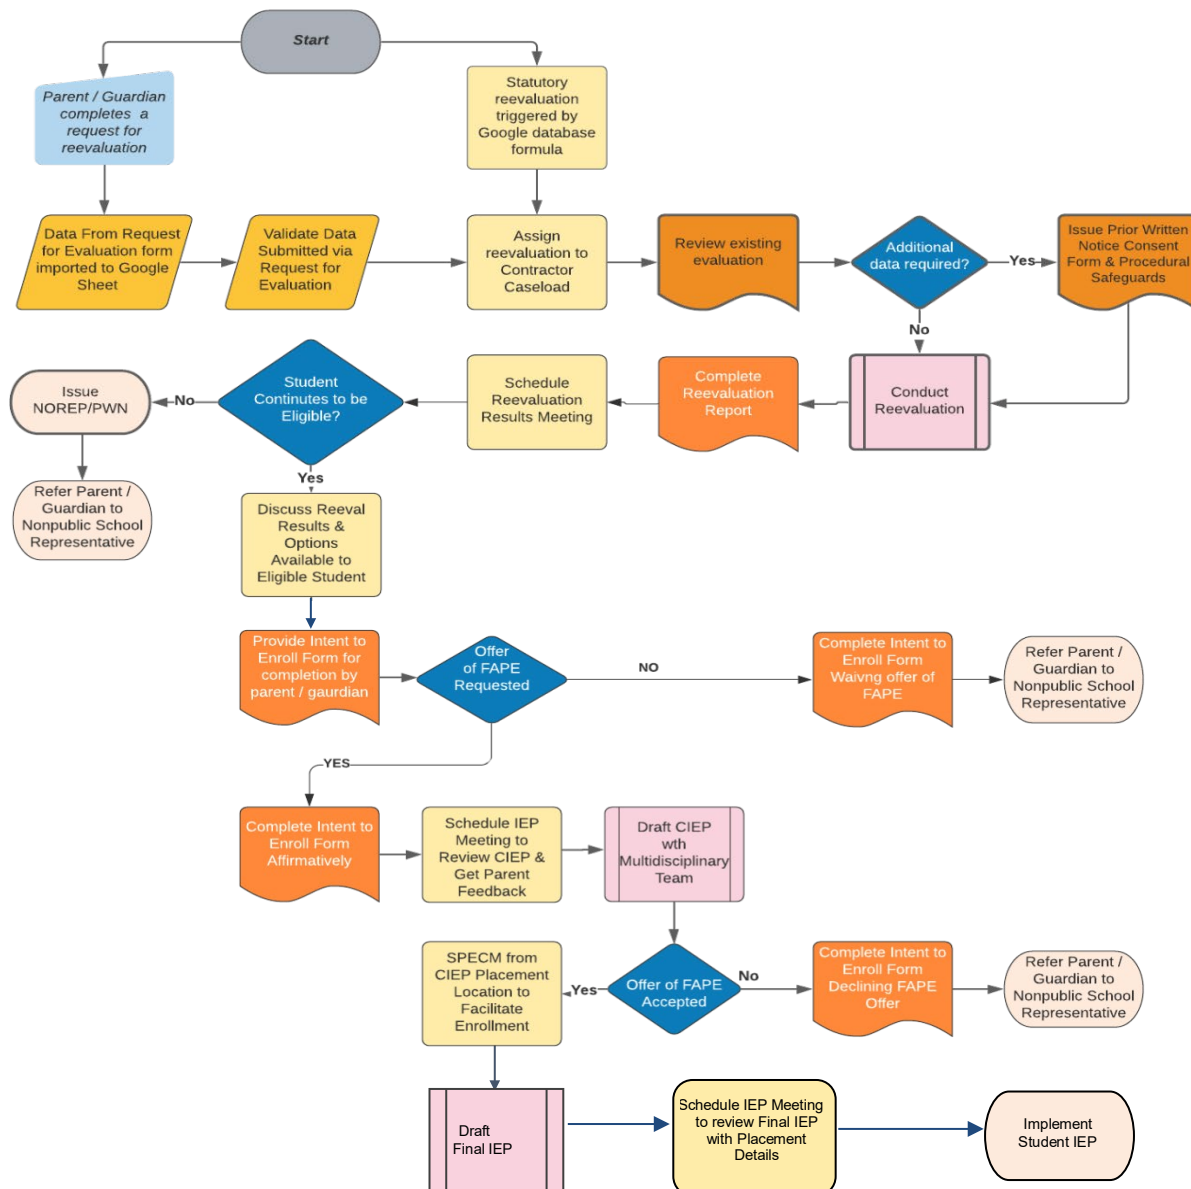 Start
Parent / Guardian
completes a
request for
reevaluation
Statutory
reevaluation
triggered by
Google database
formula
Data From Request
for Evaluation form
imported to Google
Sheet
Validate Data
Submitted via
Request for
Evaluation
Assign
reevaluation to
Contractor
Caseload
Review existing
evaluation
Additional
data required?
Yes
Issue Prior Written
Notice Consent
Form & Procedural
Safeguards
No
Conduct
Reevaluation
Complete
Reevaluation
Report
Schedule
Reevaluation
Results Meeting
Student
Continutes to be
Eligible?
No
Issue
NOREP/PWN
Refer Parent /
Guardian to
Nonpublic School
Representative
Yes
Discuss Reeval
Results &
Options
Available to
Eligible Student
Provide Intent to
Enroll Form for
completion by
parent / gaurdian
Offer
of FAPE
Requested
NO
Complete Intent to
Enroll Form
Waivng offer of
FAPE
Refer Parent /
Guardian to
Nonpublic School
Representative
YES
Complete Intent to
Enroll Form
Affirmatively
Schedule IEP
Meeting to
Review CIEP &
Get Parent
Feedback
Draft CIEP
wth
Multidisciplinary
Team
Offer of FAPE
Accepted
No
Complete Intent to
Enroll Form
Declining FAPE
Offer
Refer Parent /
Guardian to
Nonpublic School
Representative
Yes
SPECM from
CIEP Placement
Location to
Facilitate
Enrollment
Draft
Final IEP
Schedule IEP Meeting
to review Final IEP
with Placement
Details
Implement
Student IEP